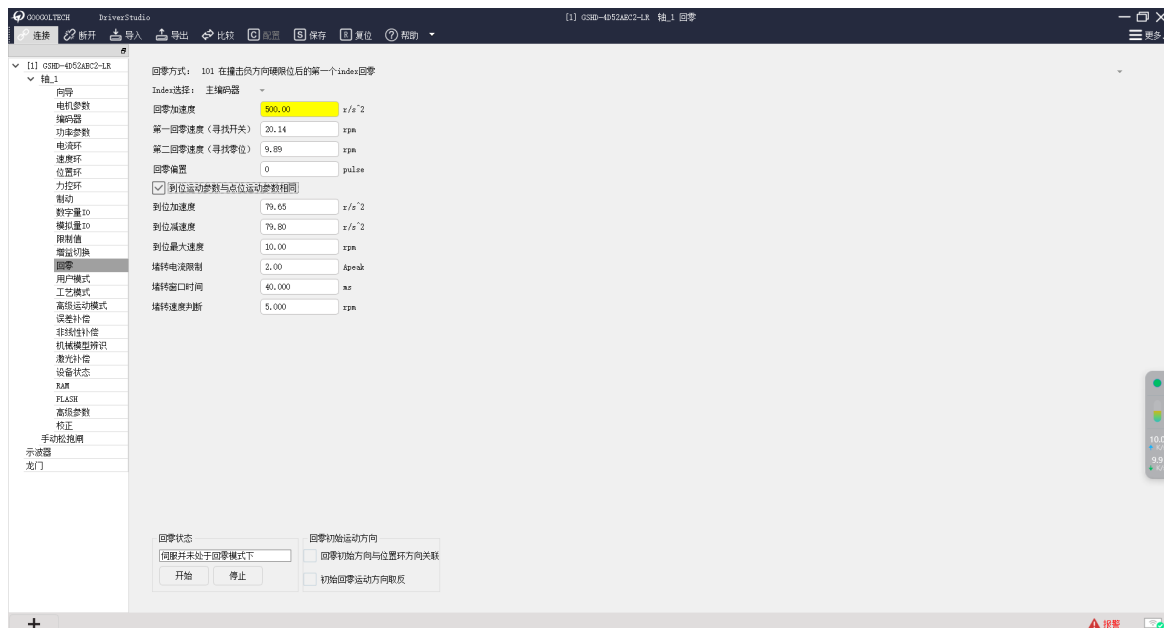 GOOGOLTECH DriverStudio [1] GSHD-4D52AEC2-LR 轴_1 回零
连接 断开 导入 导出 比较 C 配置 S 保存 R 复位 ? 帮助 更多
[1] GSHD-4D52AEC2-LR
轴_1
向导
电机参数
编码器
功率参数
电流环
速度环
位置环
力控环
制动
数字量IO
模拟量IO
限制值
增益切换
回零
用户模式
工艺模式
高级运动模式
误差补偿
非线性补偿
机械模型辨识
激光补偿
设备状态
RAM
FLASH
高级参数
校正
手动松抱闸
示波器
龙门
回零方式: 101 在撞击负方向硬限位后的第一个index回零
Index选择: 主编码器
回零加速度 500.00 r/s^2
第一回零速度（寻找开关） 20.14 rpm
第二回零速度（寻找零位） 9.89 rpm
回零偏置 0 pulse
到位运动参数与点位运动参数相同
到位加速度 79.65 r/s^2
到位减速度 79.80 r/s^2
到位最大速度 10.00 rpm
堵转电流限制 2.00 Apeak
堵转窗口时间 40.000 ms
堵转速度判断 5.000 rpm
回零状态
伺服并未处于回零模式下
开始 停止
回零初始运动方向
回零初始方向与位置环方向关联
初始回零运动方向取反
10.0
9.9
报警